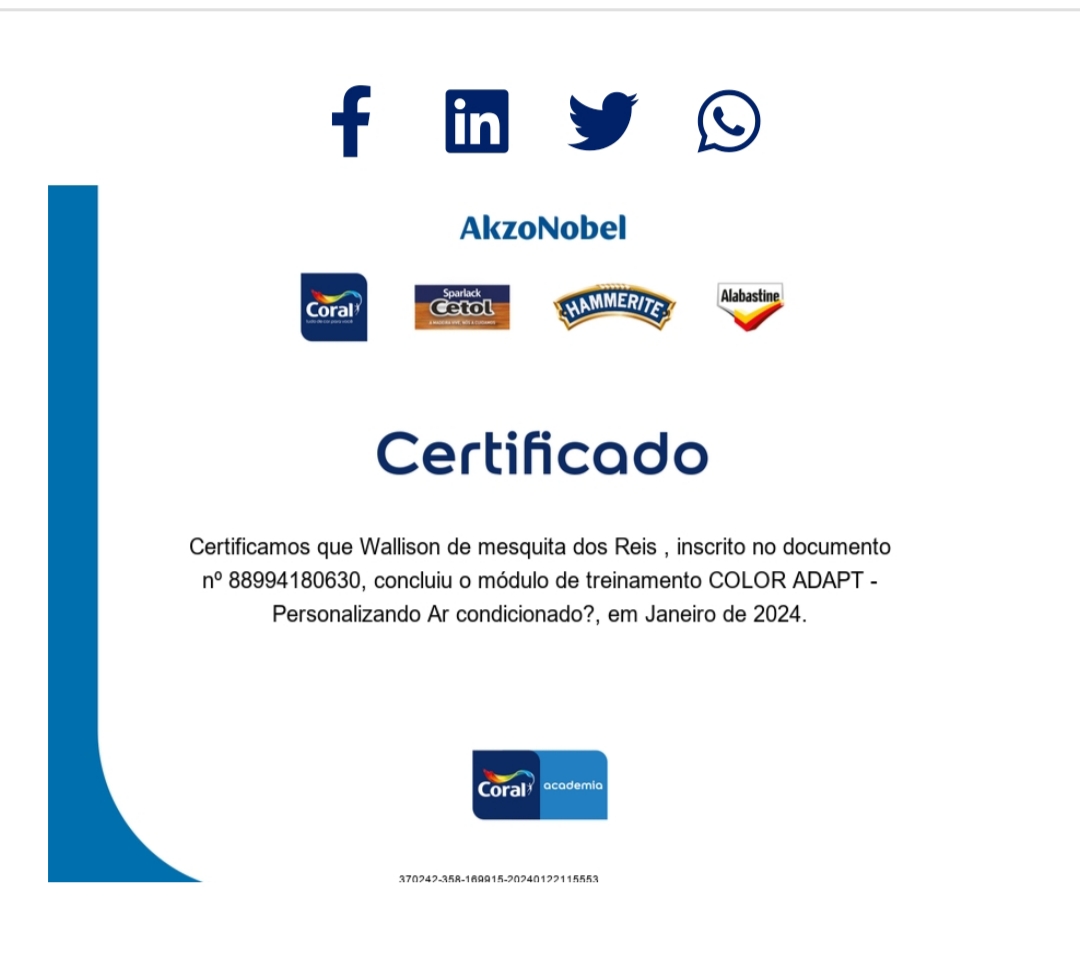 AkzoNobel
Coral
Sparlack
Cetol
HAMMERITE
Alabastine
Certificado
Certificamos que Wallison de mesquita dos Reis , inscrito no documento
nº 88994180630, concluiu o módulo de treinamento COLOR ADAPT -
Personalizando Ar condicionado?, em Janeiro de 2024.
Coral academia
370242-358-169915-20240122115553